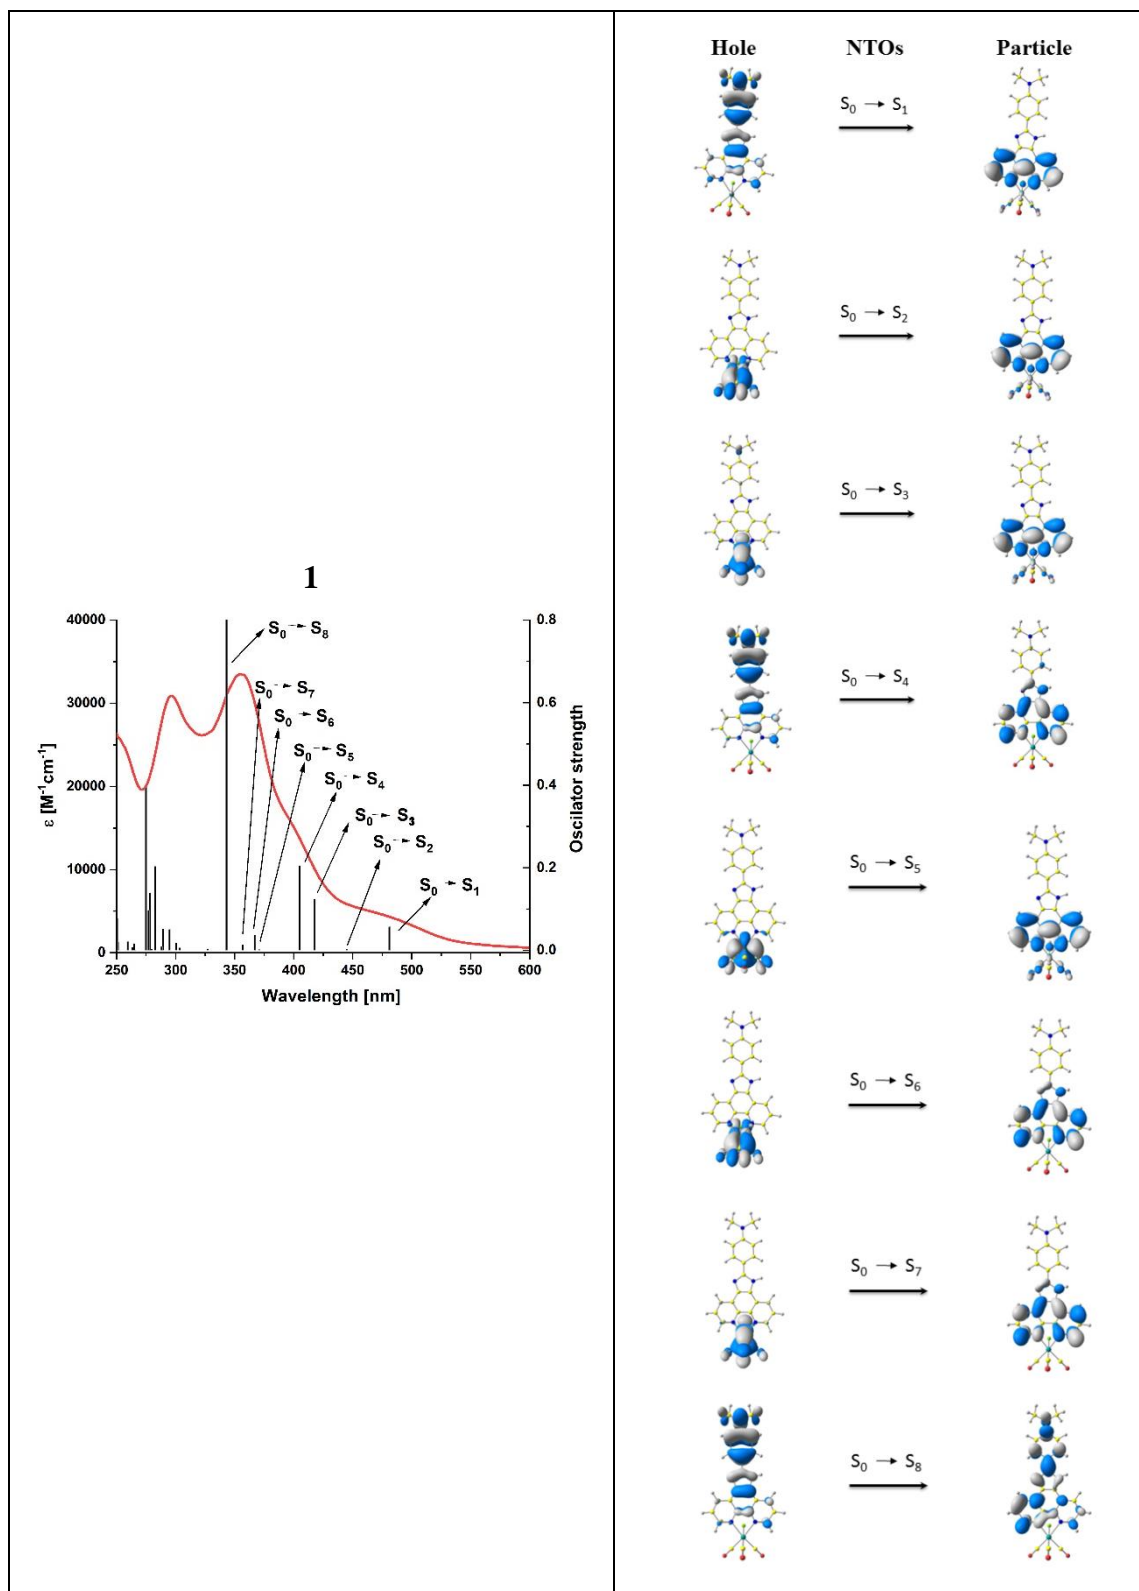 1
40000
30000
20000
10000
0
ε [M⁻¹cm⁻¹]
0.8
0.6
0.4
0.2
0.0
Oscilator strength
S₀→S₈
S₀→S₇
S₀→S₆
S₀→S₅
S₀→S₄
S₀→S₃
S₀→S₂
S₀→S₁
250 300 350 400 450 500 550 600
Wavelength [nm]
Hole NTOs Particle
S₀ → S₁
S₀ → S₂
S₀ → S₃
S₀ → S₄
S₀ → S₅
S₀ → S₆
S₀ → S₇
S₀ → S₈